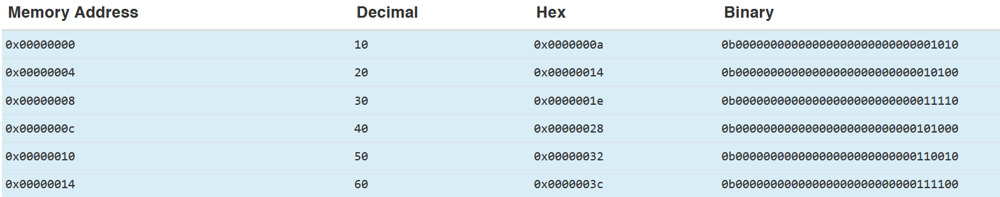 Memory Address Decimal Hex Binary
0x00000000 10 0x0000000a 0b00000000000000000000000000001010
0x00000004 20 0x00000014 0b00000000000000000000000000010100
0x00000008 30 0x0000001e 0b00000000000000000000000000011110
0x0000000c 40 0x00000028 0b00000000000000000000000000101000
0x00000010 50 0x00000032 0b00000000000000000000000000110010
0x00000014 60 0x0000003c 0b00000000000000000000000000111100